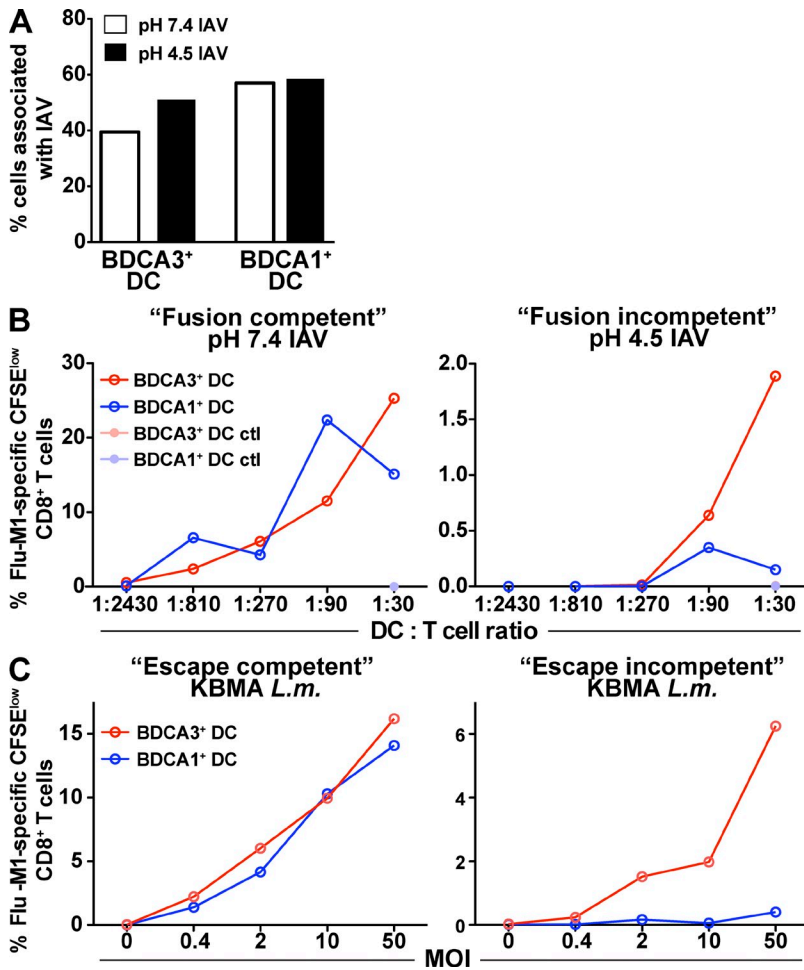 A
% cells associated
with IAV
80
60
40
20
0
pH 7.4 IAV
pH 4.5 IAV
BDCA3⁺
DC
BDCA1⁺
DC
B
"Fusion competent"
pH 7.4 IAV
"Fusion incompetent"
pH 4.5 IAV
% Flu-M1-specific CFSEˡᵒʷ
CD8⁺ T cells
30
20
10
0
BDCA3⁺ DC
BDCA1⁺ DC
BDCA3⁺ DC ctl
BDCA1⁺ DC ctl
1:2430 1:810 1:270 1:90 1:30
2.0
1.5
1.0
0.5
0.0
1:2430 1:810 1:270 1:90 1:30
DC : T cell ratio
C
"Escape competent"
KBMA L.m.
"Escape incompetent"
KBMA L.m.
% Flu -M1-specific CFSEˡᵒʷ
CD8⁺ T cells
15
10
5
0
BDCA3⁺ DC
BDCA1⁺ DC
0 0.4 2 10 50
6
4
2
0
0 0.4 2 10 50
MOI